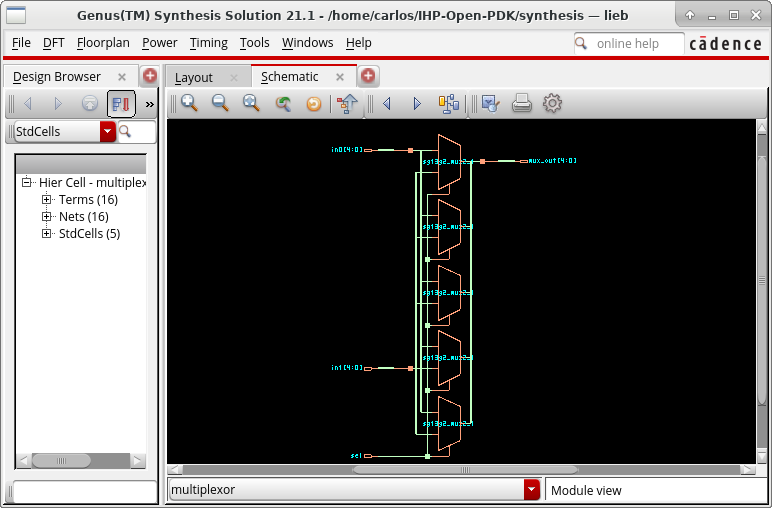 Genus(TM) Synthesis Solution 21.1 - /home/carlos/IHP-Open-PDK/synthesis — lieb
File DFT Floorplan Power Timing Tools Windows Help
online help
cādence
Design Browser
Layout
Schematic
StdCells
Hier Cell - multiplex
Terms (16)
Nets (16)
StdCells (5)
in0[4:0]
sg13g2_mux2_1
mux_out[4:0]
sg13g2_mux2_1
sg13g2_mux2_1
sg13g2_mux2_1
in1[4:0]
sg13g2_mux2_1
sel
multiplexor
Module view